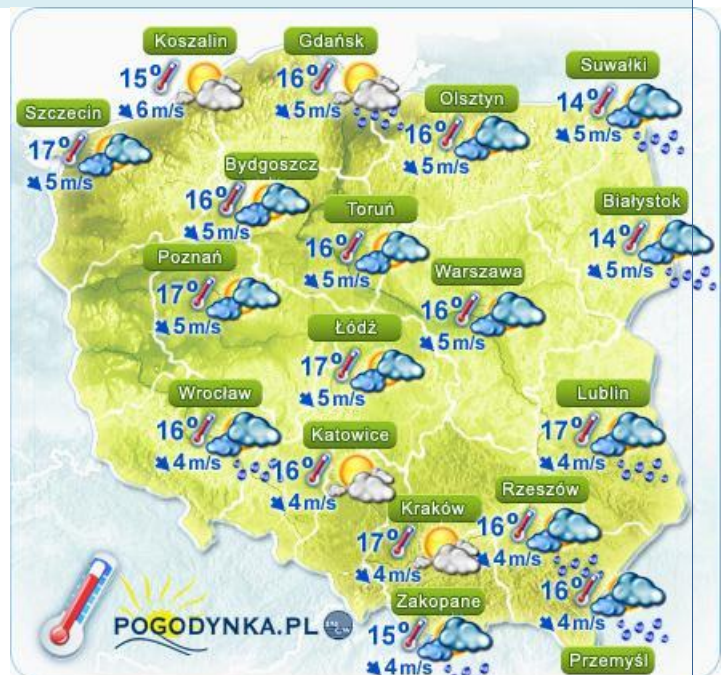 Koszalin
15°
6 m/s
Gdańsk
16°
5 m/s
Suwałki
14°
5 m/s
Szczecin
17°
5 m/s
Olsztyn
16°
5 m/s
Bydgoszcz
16°
5 m/s
Toruń
16°
5 m/s
Białystok
14°
5 m/s
Poznań
17°
5 m/s
Warszawa
16°
5 m/s
Łódź
17°
5 m/s
Wrocław
16°
4 m/s
Katowice
16°
4 m/s
Lublin
17°
4 m/s
Kraków
17°
4 m/s
Rzeszów
16°
4 m/s
Zakopane
15°
4 m/s
16°
4 m/s
Przemyśl
POGODYNKA.PL